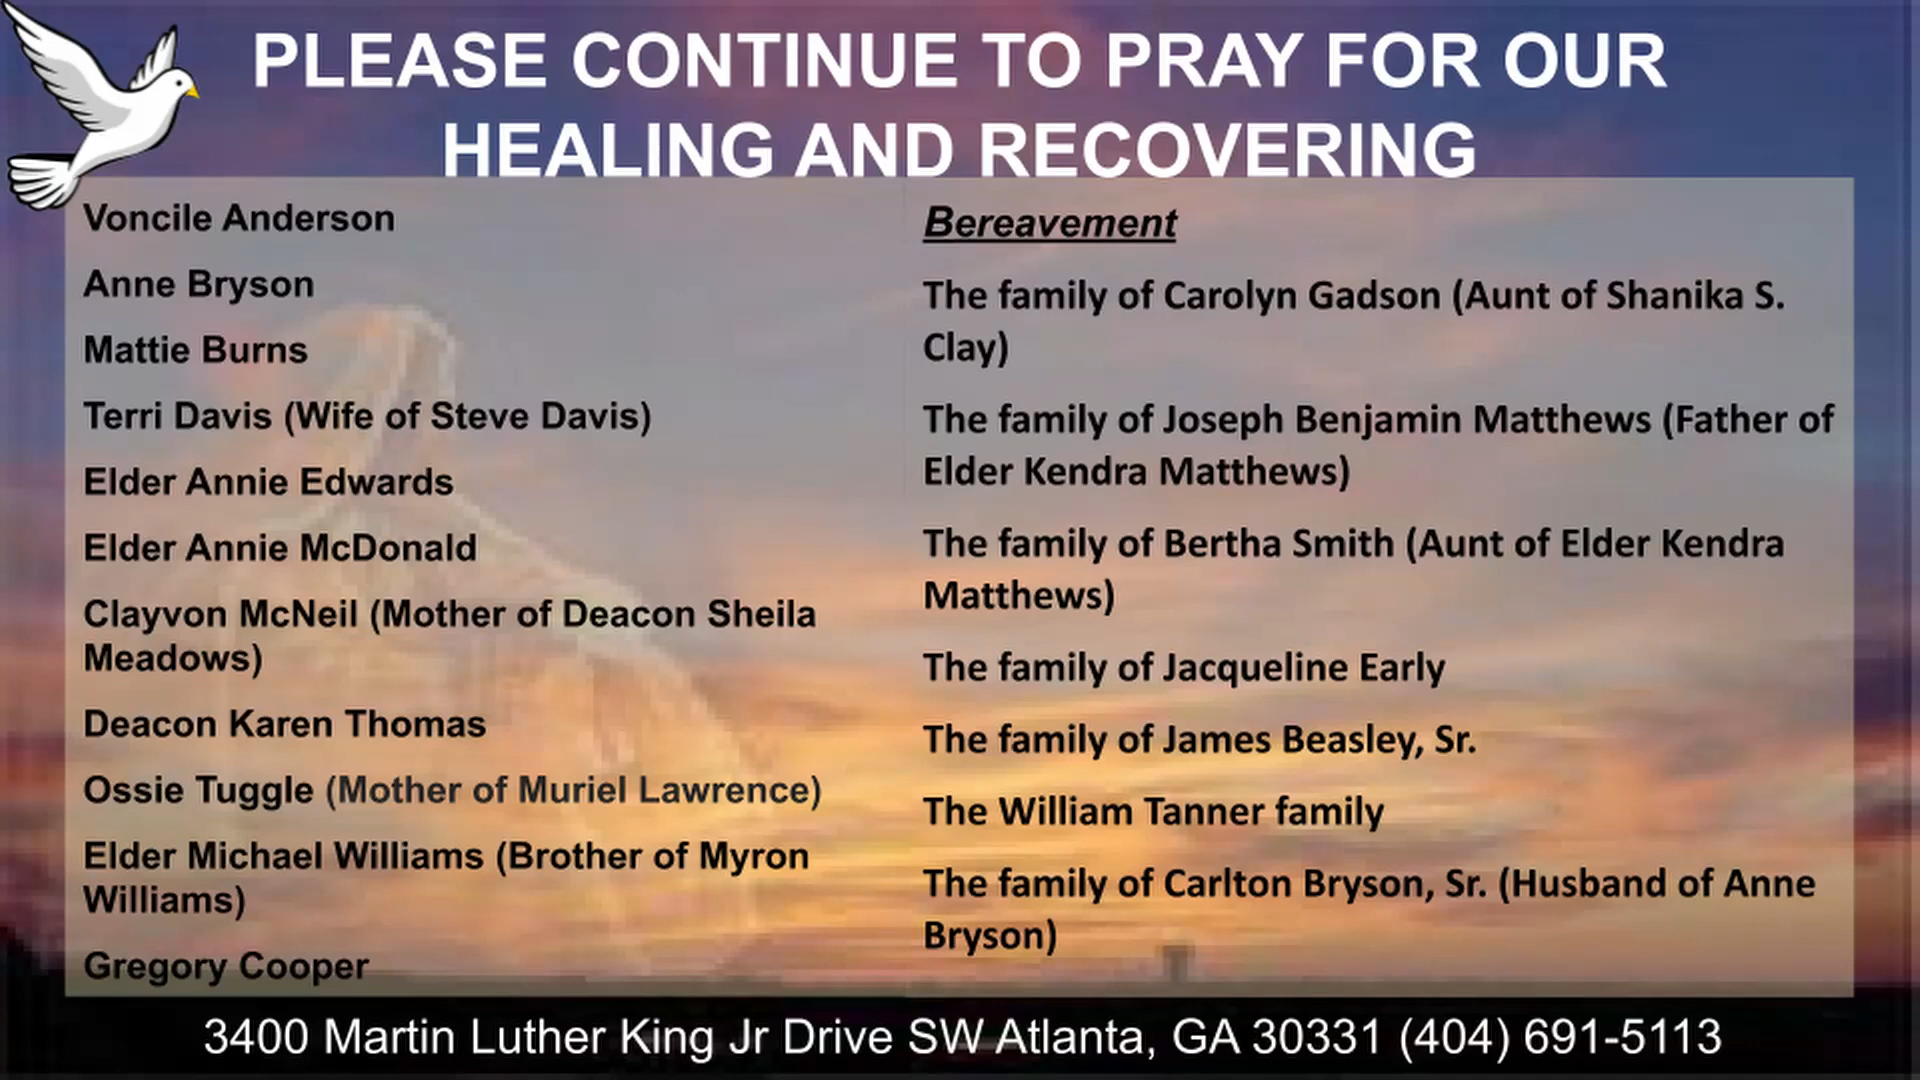 PLEASE CONTINUE TO PRAY FOR OUR
HEALING AND RECOVERING
Voncile Anderson
Anne Bryson
Mattie Burns
Terri Davis (Wife of Steve Davis)
Elder Annie Edwards
Elder Annie McDonald
Clayvon McNeil (Mother of Deacon Sheila
Meadows)
Deacon Karen Thomas
Ossie Tuggle (Mother of Muriel Lawrence)
Elder Michael Williams (Brother of Myron
Williams)
Gregory Cooper
Bereavement
The family of Carolyn Gadson (Aunt of Shanika S.
Clay)
The family of Joseph Benjamin Matthews (Father of
Elder Kendra Matthews)
The family of Bertha Smith (Aunt of Elder Kendra
Matthews)
The family of Jacqueline Early
The family of James Beasley, Sr.
The William Tanner family
The family of Carlton Bryson, Sr. (Husband of Anne
Bryson)
3400 Martin Luther King Jr Drive SW Atlanta, GA 30331 (404) 691-5113